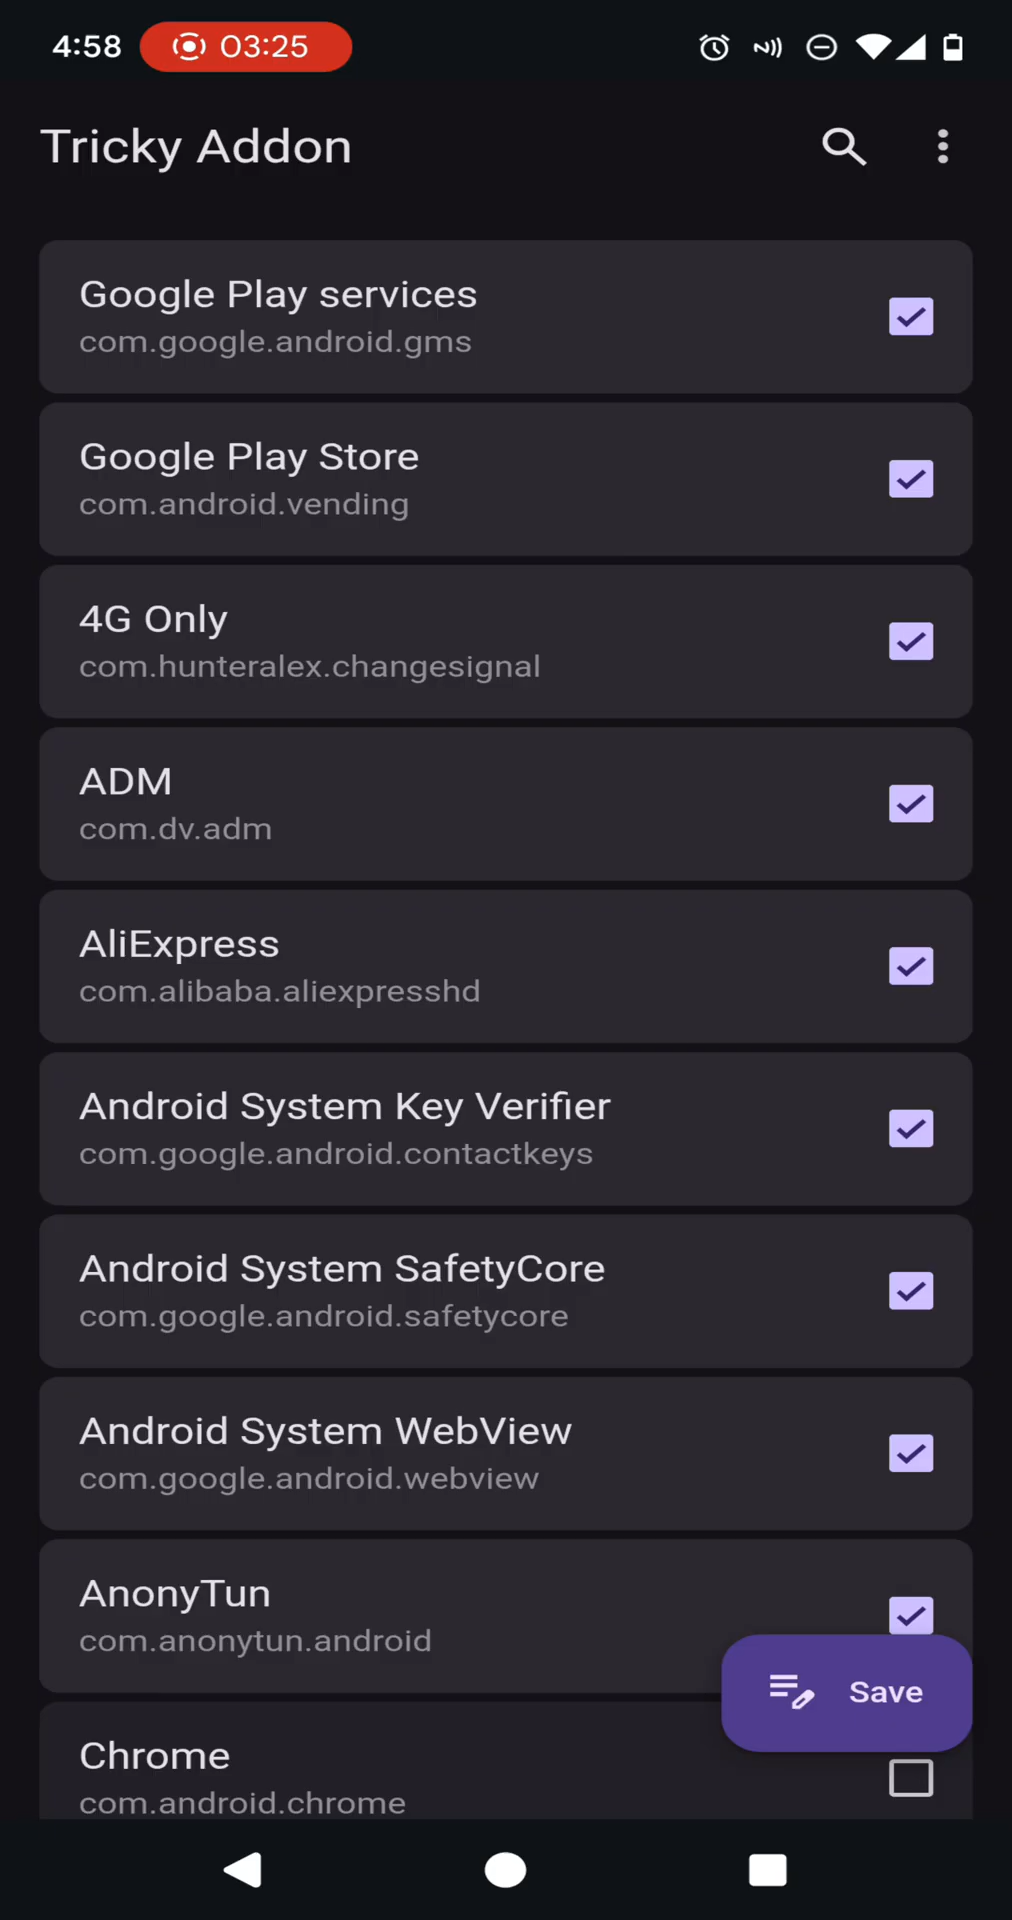 4:58 03:25
Tricky Addon
Google Play services
com.google.android.gms
Google Play Store
com.android.vending
4G Only
com.hunteralex.changesignal
ADM
com.dv.adm
AliExpress
com.alibaba.aliexpresshd
Android System Key Verifier
com.google.android.contactkeys
Android System SafetyCore
com.google.android.safetycore
Android System WebView
com.google.android.webview
AnonyTun
com.anonytun.android
Save
Chrome
com.android.chrome